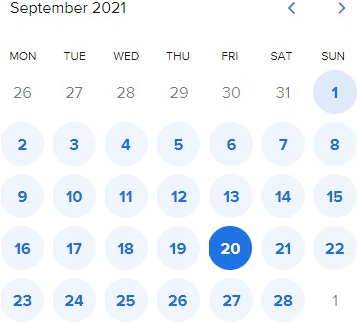 September 2021
MON TUE WED THU FRI SAT SUN
26 27 28 29 30 31 1
2 3 4 5 6 7 8
9 10 11 12 13 14 15
16 17 18 19 20 21 22
23 24 25 26 27 28 1